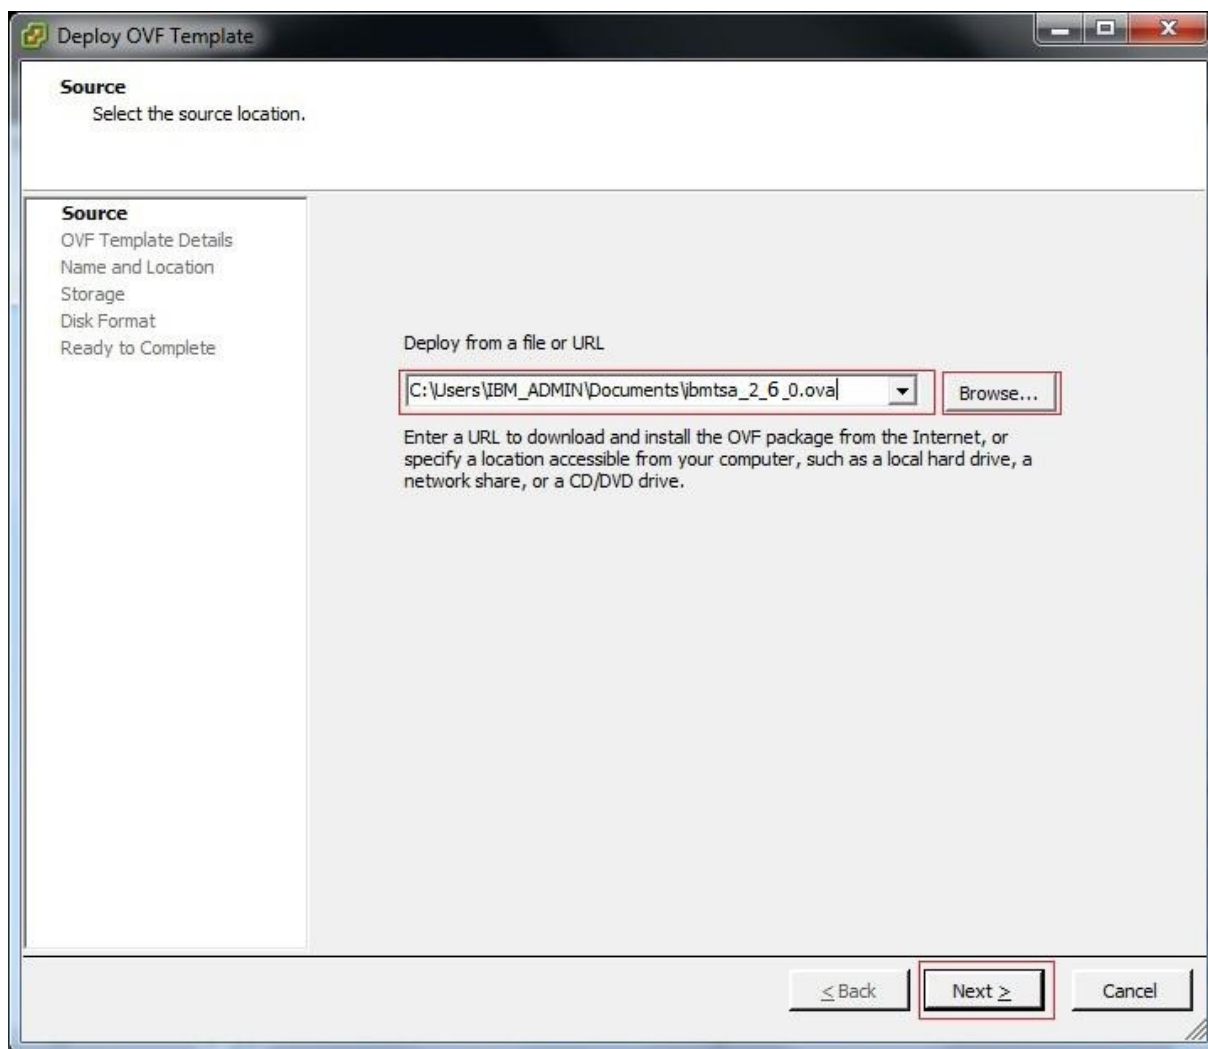 Deploy OVF Template
Source
Select the source location.
Source
OVF Template Details
Name and Location
Storage
Disk Format
Ready to Complete
Deploy from a file or URL
C:\Users\IBM_ADMIN\Documents\ibmtsa_2_6_0.ova
Browse...
Enter a URL to download and install the OVF package from the Internet, or
specify a location accessible from your computer, such as a local hard drive, a
network share, or a CD/DVD drive.
< Back
Next >
Cancel